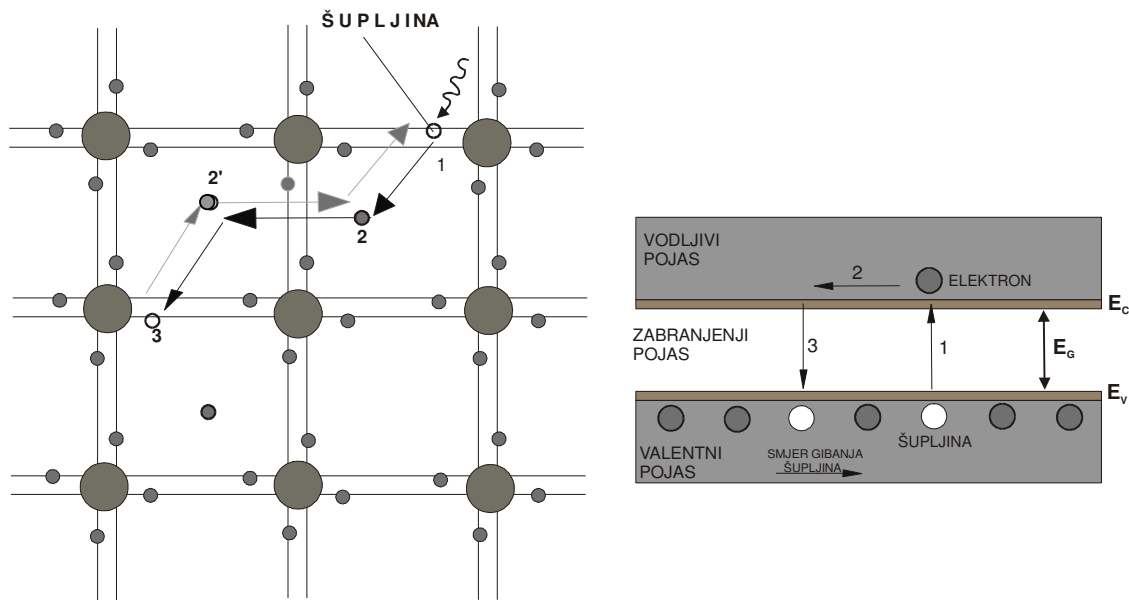 ŠUPLJINA
1
2'
2
3
VODLJIVI
POJAS
2
ELEKTRON
E_C
ZABRANJENJI
POJAS
3
1
E_G
E_V
VALENTNI
POJAS
SMJER GIBANJA
ŠUPLJINA
ŠUPLJINA